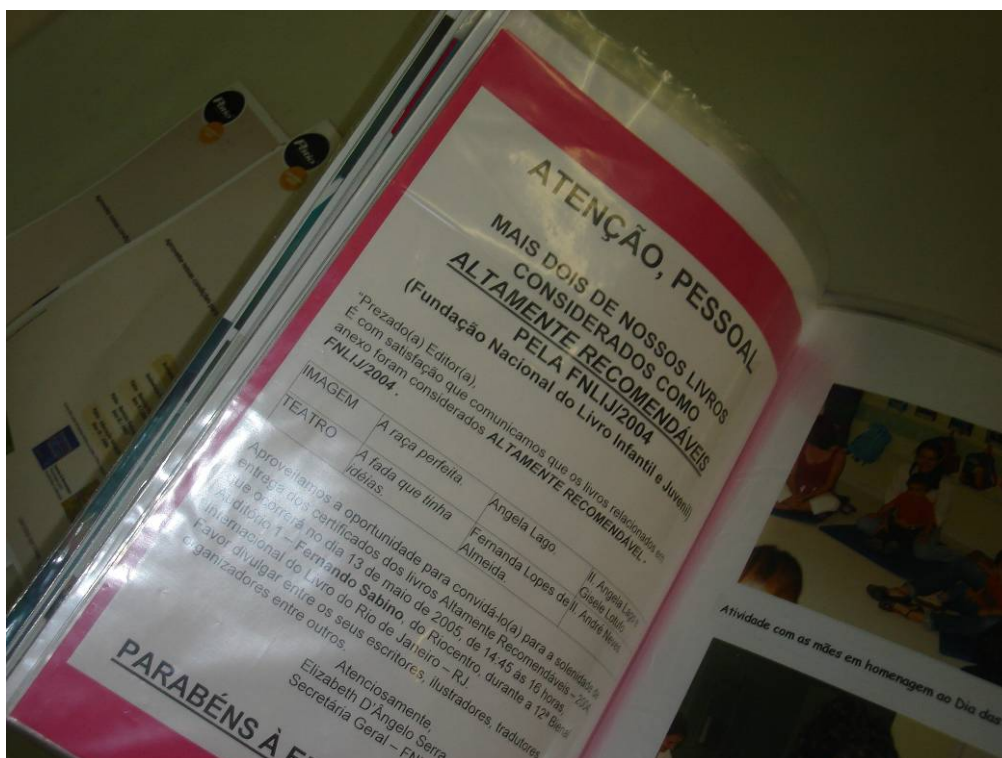 ATENÇÃO, PESSOAL
MAIS DOIS DE NOSSOS LIVROS
CONSIDERADOS COMO
ALTAMENTE RECOMENDÁVEIS
PELA FNLIJ/2004
(Fundação Nacional do Livro Infantil e Juvenil)
"Prezado(a) Editor(a),
É com satisfação que comunicamos que os livros relacionados em
anexo foram considerados ALTAMENTE RECOMENDÁVEL -
FNLIJ/2004.
IMAGEM A raça perfeita. Angela Lago. Il. Angela Lago e
Gisele Lotufo
TEATRO A fada que tinha Fernanda Lopes de Il. André Neves.
idéias. Almeida.
Aproveitamos a oportunidade para convidá-lo(a) para a solenidade de
entrega dos certificados dos livros Altamente Recomendáveis – 2004,
que ocorrerá no dia 13 de maio de 2005, de 14:45 às 16 horas,
Auditório 1 – Fernando Sabino, do Riocentro, durante a 12ª Bienal
Internacional do Livro do Rio de Janeiro – RJ.
Favor divulgar entre os seus escritores, ilustradores, tradutores,
organizadores entre outros.
Atenciosamente,
Elizabeth D'Angelo Serra
Secretária Geral –
PARABÉNS À
Atividade com as mães em homenagem ao Dia das